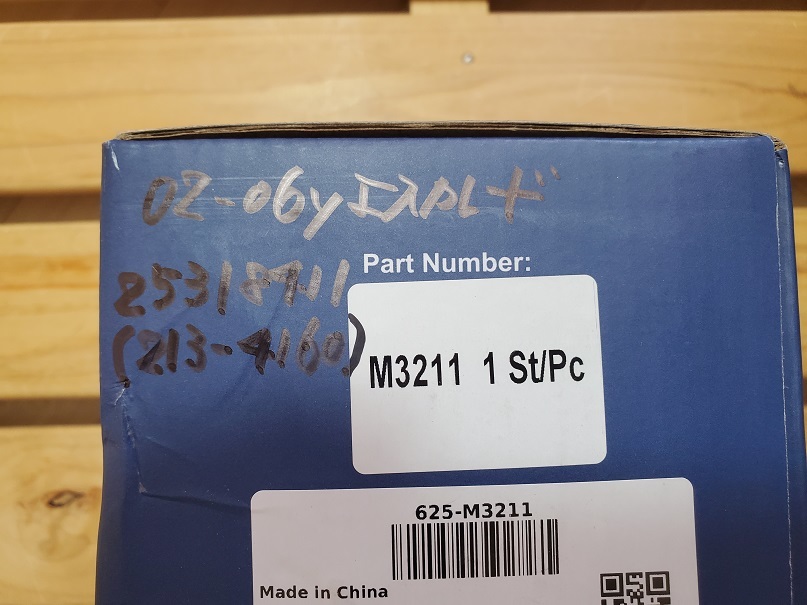 02-06y エスカレード
25318411
(213-4160)
Part Number:
M3211 1 St/Pc
625-M3211
Made in China